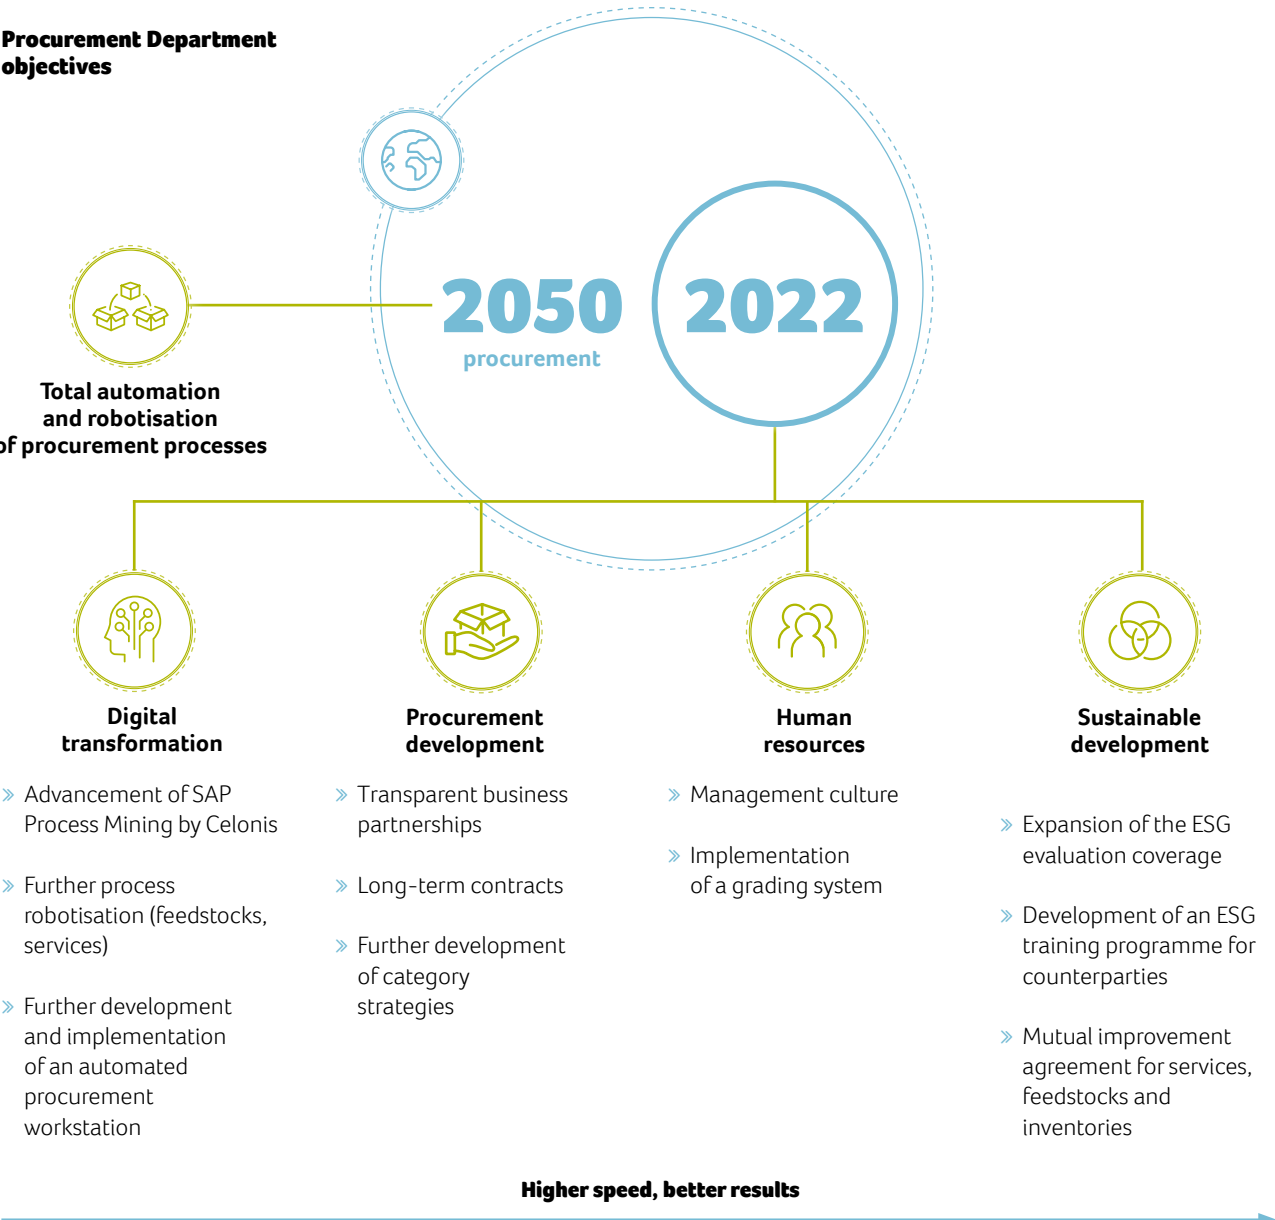 Procurement Department
objectives
2050
procurement
2022
Total automation
and robotisation
of procurement processes
Digital
transformation
» Advancement of SAP
Process Mining by Celonis
» Further process
robotisation (feedstocks,
services)
» Further development
and implementation
of an automated
procurement
workstation
Procurement
development
» Transparent business
partnerships
» Long-term contracts
» Further development
of category
strategies
Human
resources
» Management culture
» Implementation
of a grading system
Sustainable
development
» Expansion of the ESG
evaluation coverage
» Development of an ESG
training programme for
counterparties
» Mutual improvement
agreement for services,
feedstocks and
inventories
Higher speed, better results